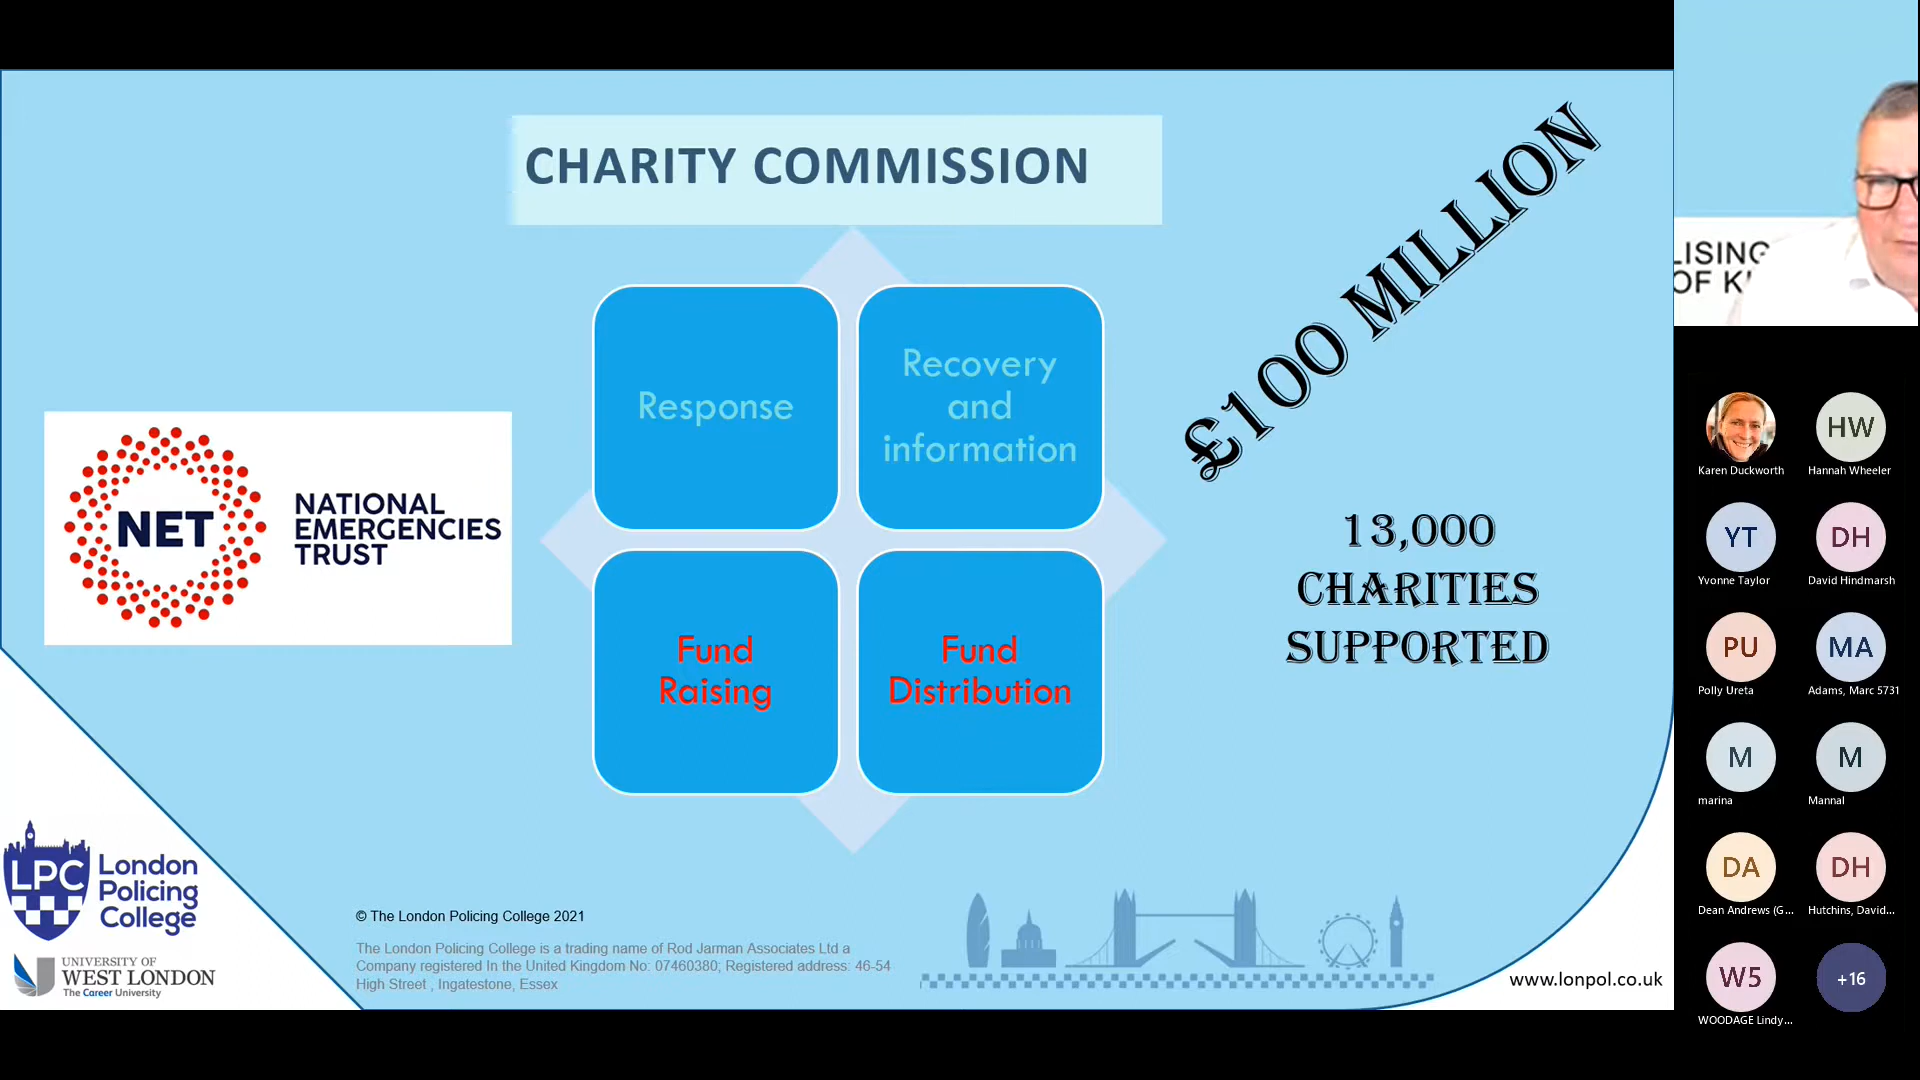 CHARITY COMMISSION
£100 MILLION
Response
Recovery
and
information
NET
NATIONAL
EMERGENCIES
TRUST
13,000
CHARITIES
SUPPORTED
Fund
Raising
Fund
Distribution
LPC
London
Policing
College
UNIVERSITY OF
WEST LONDON
The Career University
© The London Policing College 2021
The London Policing College is a trading name of Rod Jarman Associates Ltd a
Company registered In the United Kingdom No: 07460380; Registered address: 46-54
High Street , Ingatestone, Essex
www.lonpol.co.uk
LISING
OF K
Karen Duckworth
HW
Hannah Wheeler
YT
Yvonne Taylor
DH
David Hindmarsh
PU
Polly Ureta
MA
Adams, Marc 5731
M
marina
M
Mannal
DA
Dean Andrews (G...
DH
Hutchins, David...
W5
WOODAGE Lindy...
+16